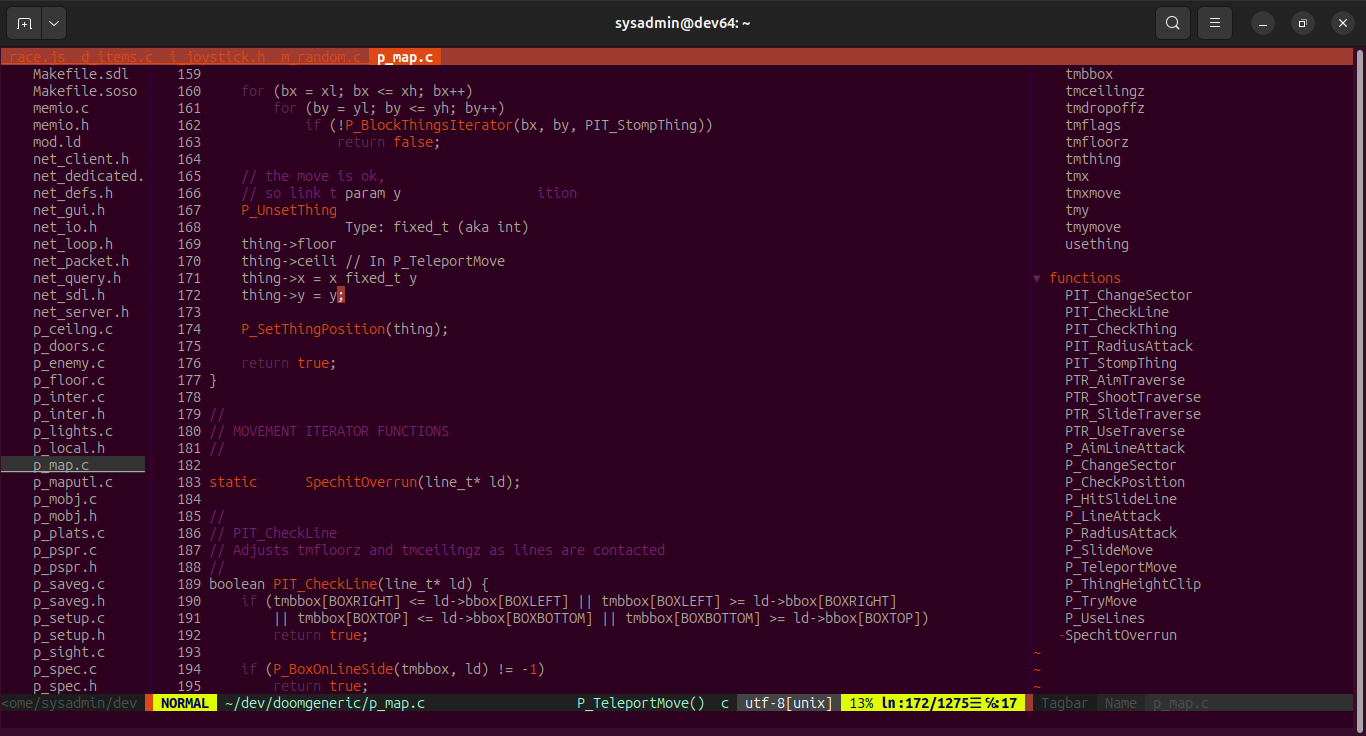 sysadmin@dev64: ~
race.js d_items.c i_joystick.h m_random.c p_map.c
Makefile.sdl
Makefile.soso
memio.c
memio.h
mod.ld
net_client.h
net_dedicated.
net_defs.h
net_gui.h
net_io.h
net_loop.h
net_packet.h
net_query.h
net_sdl.h
net_server.h
p_ceilng.c
p_doors.c
p_enemy.c
p_floor.c
p_inter.c
p_inter.h
p_lights.c
p_local.h
p_map.c
p_maputl.c
p_mobj.c
p_mobj.h
p_plats.c
p_pspr.c
p_pspr.h
p_saveg.c
p_saveg.h
p_setup.c
p_setup.h
p_sight.c
p_spec.c
p_spec.h
<ome/sysadmin/dev
159
160     for (bx = xl; bx <= xh; bx++)
161         for (by = yl; by <= yh; by++)
162             if (!P_BlockThingsIterator(bx, by, PIT_StompThing))
163                 return false;
164
165     // the move is ok,
166     // so link t param y                 ition
167     P_UnsetThing
168                  Type: fixed_t (aka int)
169     thing->floor
170     thing->ceili // In P_TeleportMove
171     thing->x = x fixed_t y
172     thing->y = y;
173
174     P_SetThingPosition(thing);
175
176     return true;
177 }
178
179 //
180 // MOVEMENT ITERATOR FUNCTIONS
181 //
182
183 static      SpechitOverrun(line_t* ld);
184
185 //
186 // PIT_CheckLine
187 // Adjusts tmfloorz and tmceilingz as lines are contacted
188 //
189 boolean PIT_CheckLine(line_t* ld) {
190     if (tmbbox[BOXRIGHT] <= ld->bbox[BOXLEFT] || tmbbox[BOXLEFT] >= ld->bbox[BOXRIGHT]
191         || tmbbox[BOXTOP] <= ld->bbox[BOXBOTTOM] || tmbbox[BOXBOTTOM] >= ld->bbox[BOXTOP])
192         return true;
193
194     if (P_BoxOnLineSide(tmbbox, ld) != -1)
195         return true;
NORMAL ~/dev/doomgeneric/p_map.c P_TeleportMove() c utf-8[unix] 13% ln:172/1275☰%:17
tmbbox
tmceilingz
tmdropoffz
tmflags
tmfloorz
tmthing
tmx
tmxmove
tmy
tmymove
usething
▼ functions
PIT_ChangeSector
PIT_CheckLine
PIT_CheckThing
PIT_RadiusAttack
PIT_StompThing
PTR_AimTraverse
PTR_ShootTraverse
PTR_SlideTraverse
PTR_UseTraverse
P_AimLineAttack
P_ChangeSector
P_CheckPosition
P_HitSlideLine
P_LineAttack
P_RadiusAttack
P_SlideMove
P_TeleportMove
P_ThingHeightClip
P_TryMove
P_UseLines
-SpechitOverrun
~
~
~
Tagbar Name p_map.c